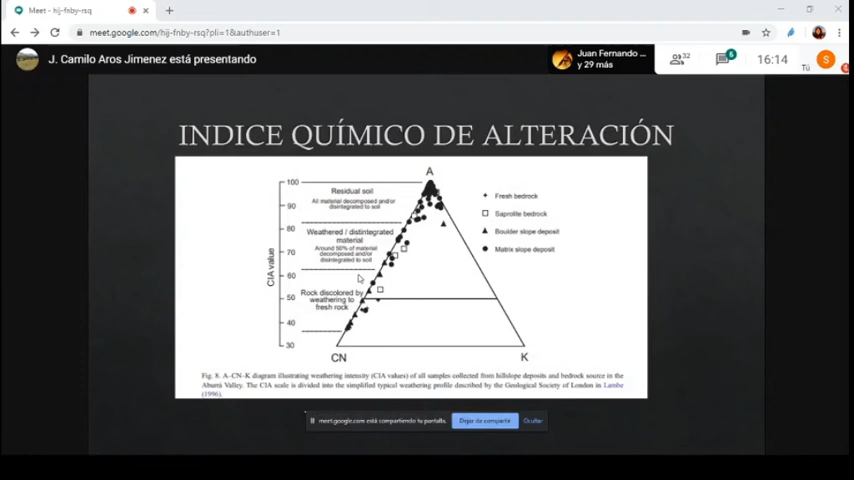 Meet - hij-fnby-rsq
meet.google.com/hij-fnby-rsq?pli=1&authuser=1
J. Camilo Aros Jimenez está presentando
Juan Fernando ...
y 29 más
32
6
16:14
Tú
S
INDICE QUÍMICO DE ALTERACIÓN
A
100
90
80
70
60
50
40
30
CIA value
Residual soil
All material decomposed and/or
disintegrated to soil
Weathered / distintegrated
material
Around 50% of material
decomposed and/or
disintegrated to soil
Rock discolored by
weathering to
fresh rock
Fresh bedrock
Saprolite bedrock
Boulder slope deposit
Matrix slope deposit
CN
K
Fig. 8. A–CN–K diagram illustrating weathering intensity (CIA values) of all samples collected from hillslope deposits and bedrock source in the
Aburrá Valley. The CIA scale is divided into the simplified typical weathering profile described by the Geological Society of London in Lambe
(1996).
meet.google.com está compartiendo tu pantalla.
Dejar de compartir
Ocultar